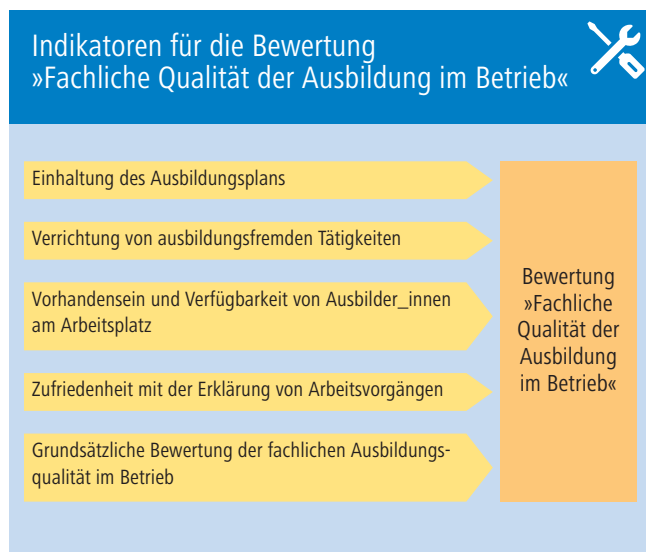 Indikatoren für die Bewertung
»Fachliche Qualität der Ausbildung im Betrieb«
Einhaltung des Ausbildungsplans
Verrichtung von ausbildungsfremden Tätigkeiten
Vorhandensein und Verfügbarkeit von Ausbilder_innen
am Arbeitsplatz
Zufriedenheit mit der Erklärung von Arbeitsvorgängen
Grundsätzliche Bewertung der fachlichen Ausbildungs-
qualität im Betrieb
Bewertung
»Fachliche
Qualität der
Ausbildung
im Betrieb«